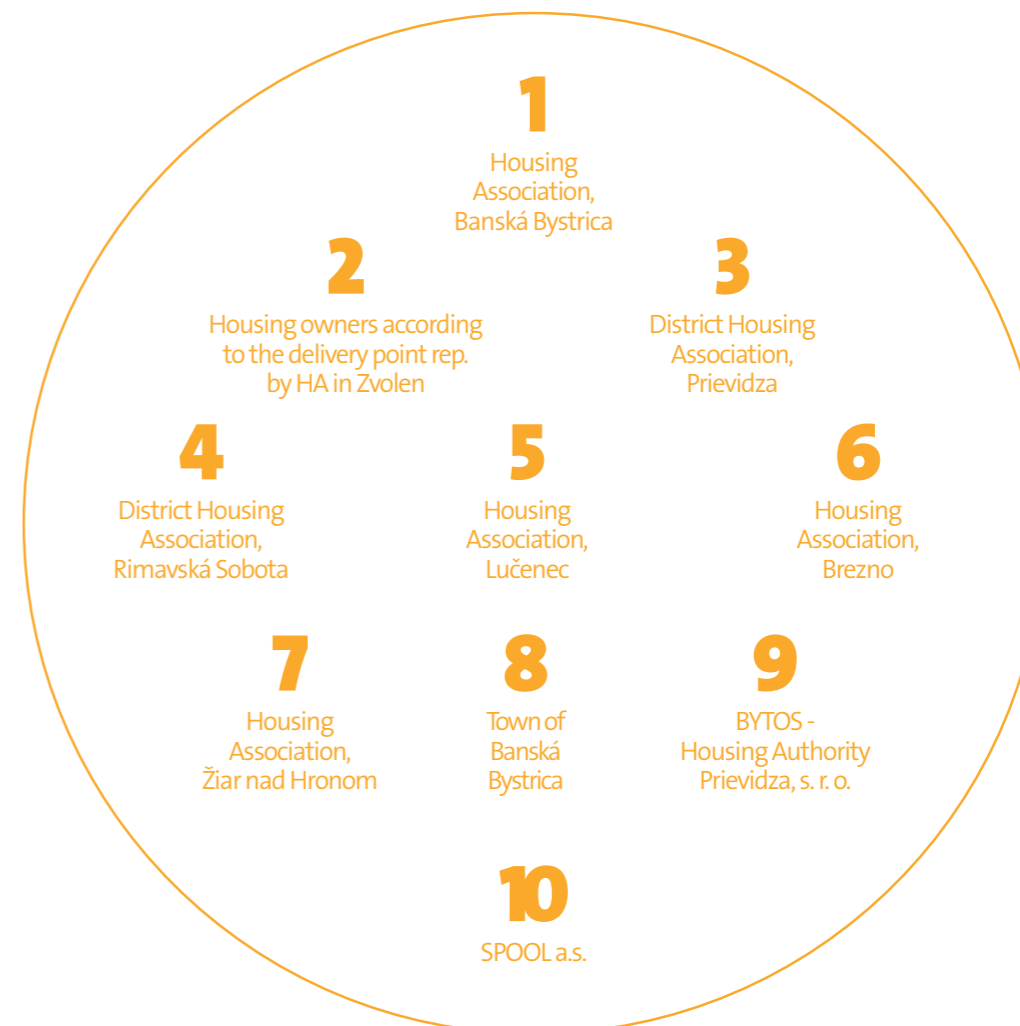 1
Housing
Association,
Banská Bystrica
2
Housing owners according
to the delivery point rep.
by HA in Zvolen
3
District Housing
Association,
Prievidza
4
District Housing
Association,
Rimavská Sobota
5
Housing
Association,
Lučenec
6
Housing
Association,
Brezno
7
Housing
Association,
Žiar nad Hronom
8
Town of
Banská
Bystrica
9
BYTOS -
Housing Authority
Prievidza, s. r. o.
10
SPOOL a.s.